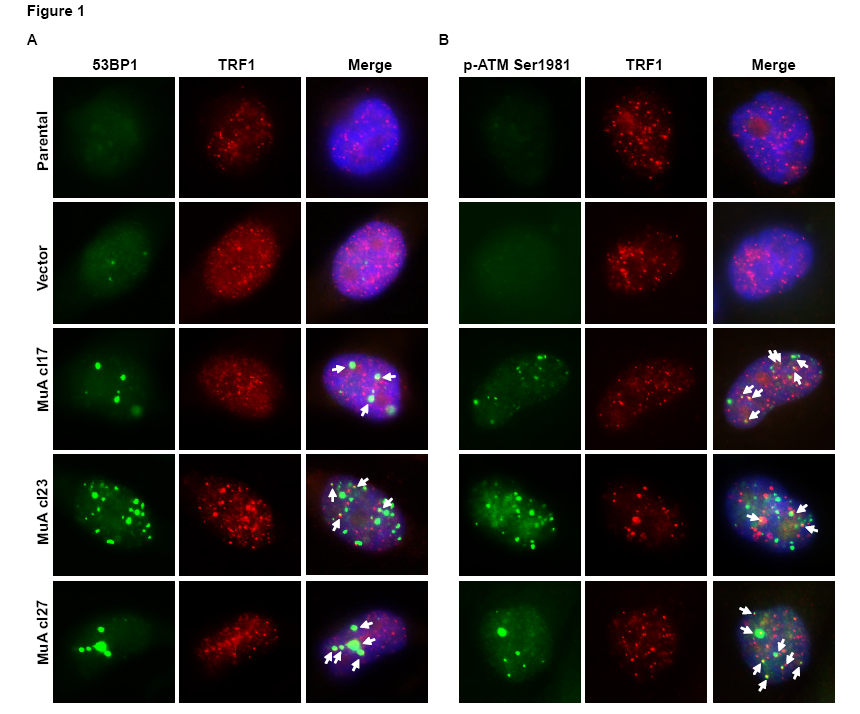 Figure 1
A
B
53BP1 TRF1 Merge
p-ATM Ser1981 TRF1 Merge
Parental
Vector
MuA cl17
MuA cl23
MuA cl27